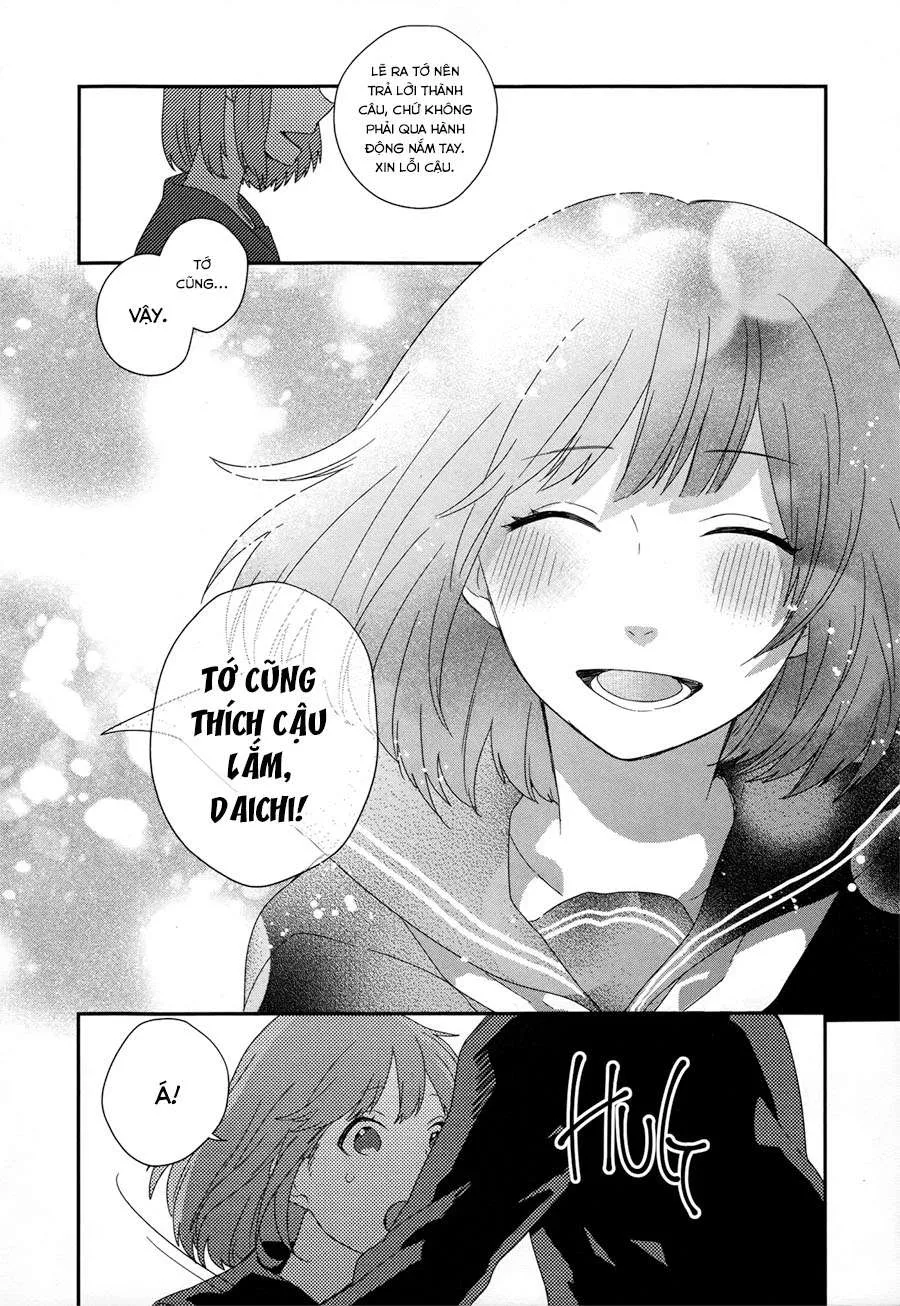 LẼ RA TỚ NÊN
TRẢ LỜI THÀNH
CÂU, CHỨ KHÔNG
PHẢI QUA HÀNH
ĐỘNG NẮM TAY.
XIN LỖI CẬU.
TỚ
CŨNG...
VẬY.
TỚ CŨNG
THÍCH CẬU
LẮM,
DAICHI!
Á!
HUG